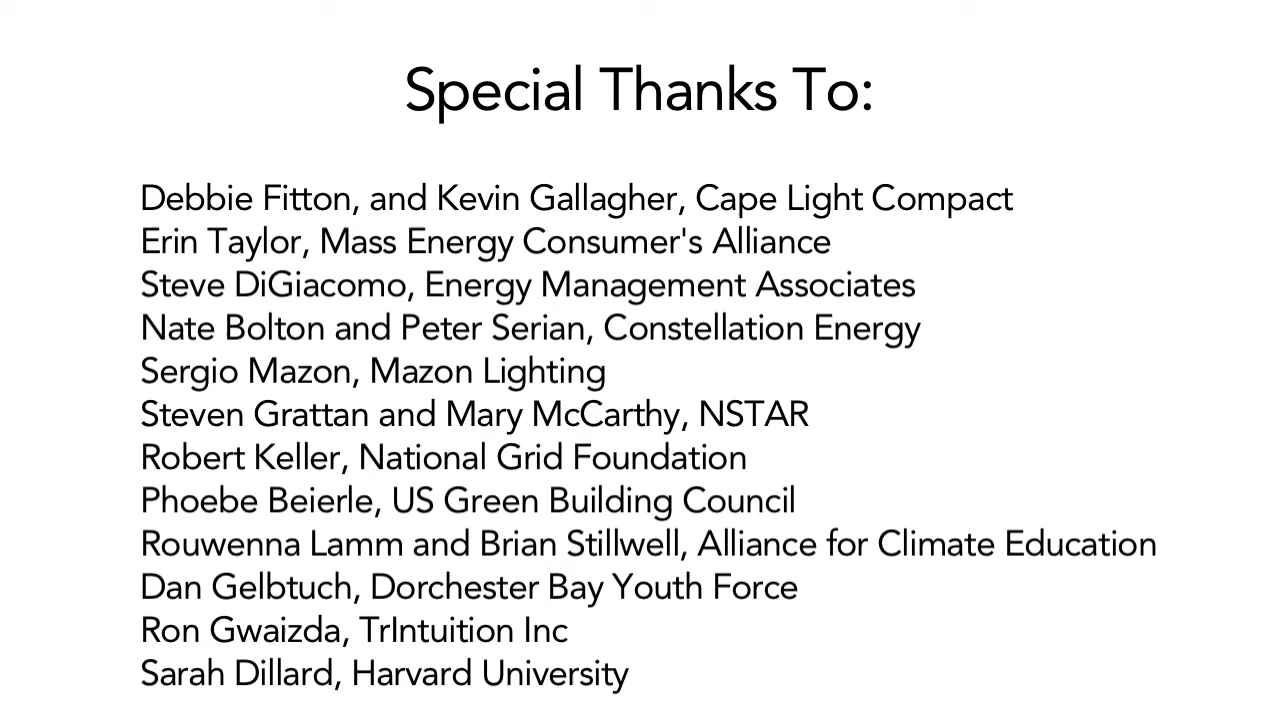 Special Thanks To:
Debbie Fitton, and Kevin Gallagher, Cape Light Compact
Erin Taylor, Mass Energy Consumer's Alliance
Steve DiGiacomo, Energy Management Associates
Nate Bolton and Peter Serian, Constellation Energy
Sergio Mazon, Mazon Lighting
Steven Grattan and Mary McCarthy, NSTAR
Robert Keller, National Grid Foundation
Phoebe Beierle, US Green Building Council
Rouwenna Lamm and Brian Stillwell, Alliance for Climate Education
Dan Gelbtuch, Dorchester Bay Youth Force
Ron Gwaizda, TrIntuition Inc
Sarah Dillard, Harvard University